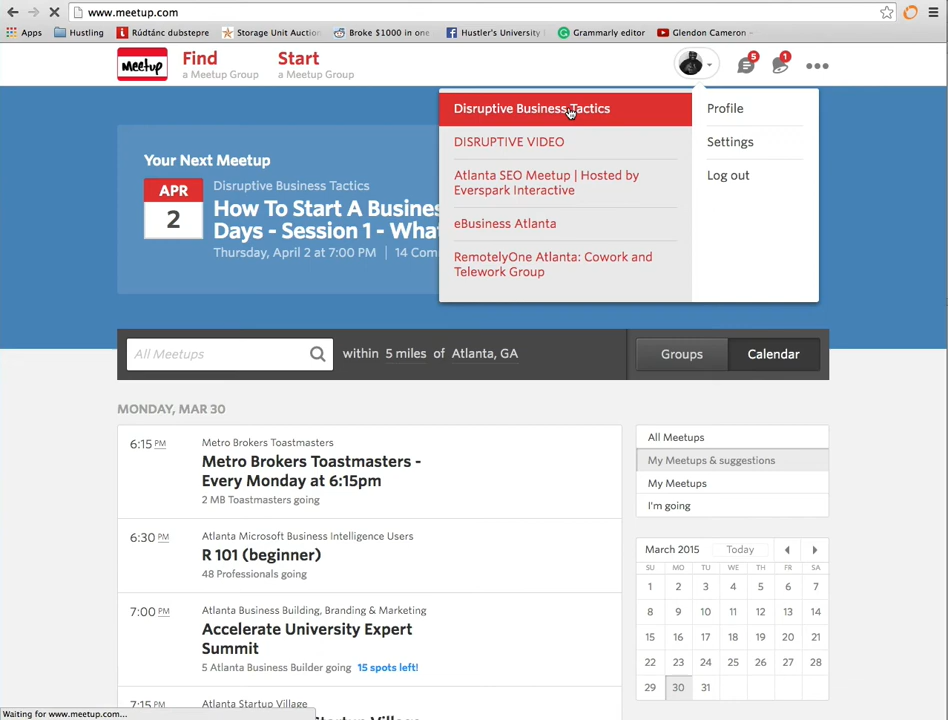 www.meetup.com
Apps Hustling Rúdtánc dubstepre Storage Unit Auction Broke $1000 in one Hustler's University Grammarly editor Glendon Cameron
Meetup
Find
a Meetup Group
Start
a Meetup Group
5
1
Disruptive Business Tactics
DISRUPTIVE VIDEO
Atlanta SEO Meetup | Hosted by
Everspark Interactive
eBusiness Atlanta
RemotelyOne Atlanta: Cowork and
Telework Group
Profile
Settings
Log out
Your Next Meetup
APR
2
Disruptive Business Tactics
How To Start A Busines
Days - Session 1 - What
Thursday, April 2 at 7:00 PM | 14 Com
All Meetups
within 5 miles of Atlanta, GA
Groups
Calendar
MONDAY, MAR 30
6:15 PM
Metro Brokers Toastmasters
Metro Brokers Toastmasters -
Every Monday at 6:15pm
2 MB Toastmasters going
6:30 PM
Atlanta Microsoft Business Intelligence Users
R 101 (beginner)
48 Professionals going
7:00 PM
Atlanta Business Building, Branding & Marketing
Accelerate University Expert
Summit
5 Atlanta Business Builder going 15 spots left!
7:15 PM
Atlanta Startup Village
All Meetups
My Meetups & suggestions
My Meetups
I'm going
March 2015 Today
SU MO TU WE TH FR SA
1 2 3 4 5 6 7
8 9 10 11 12 13 14
15 16 17 18 19 20 21
22 23 24 25 26 27 28
29 30 31
Waiting for www.meetup.com...